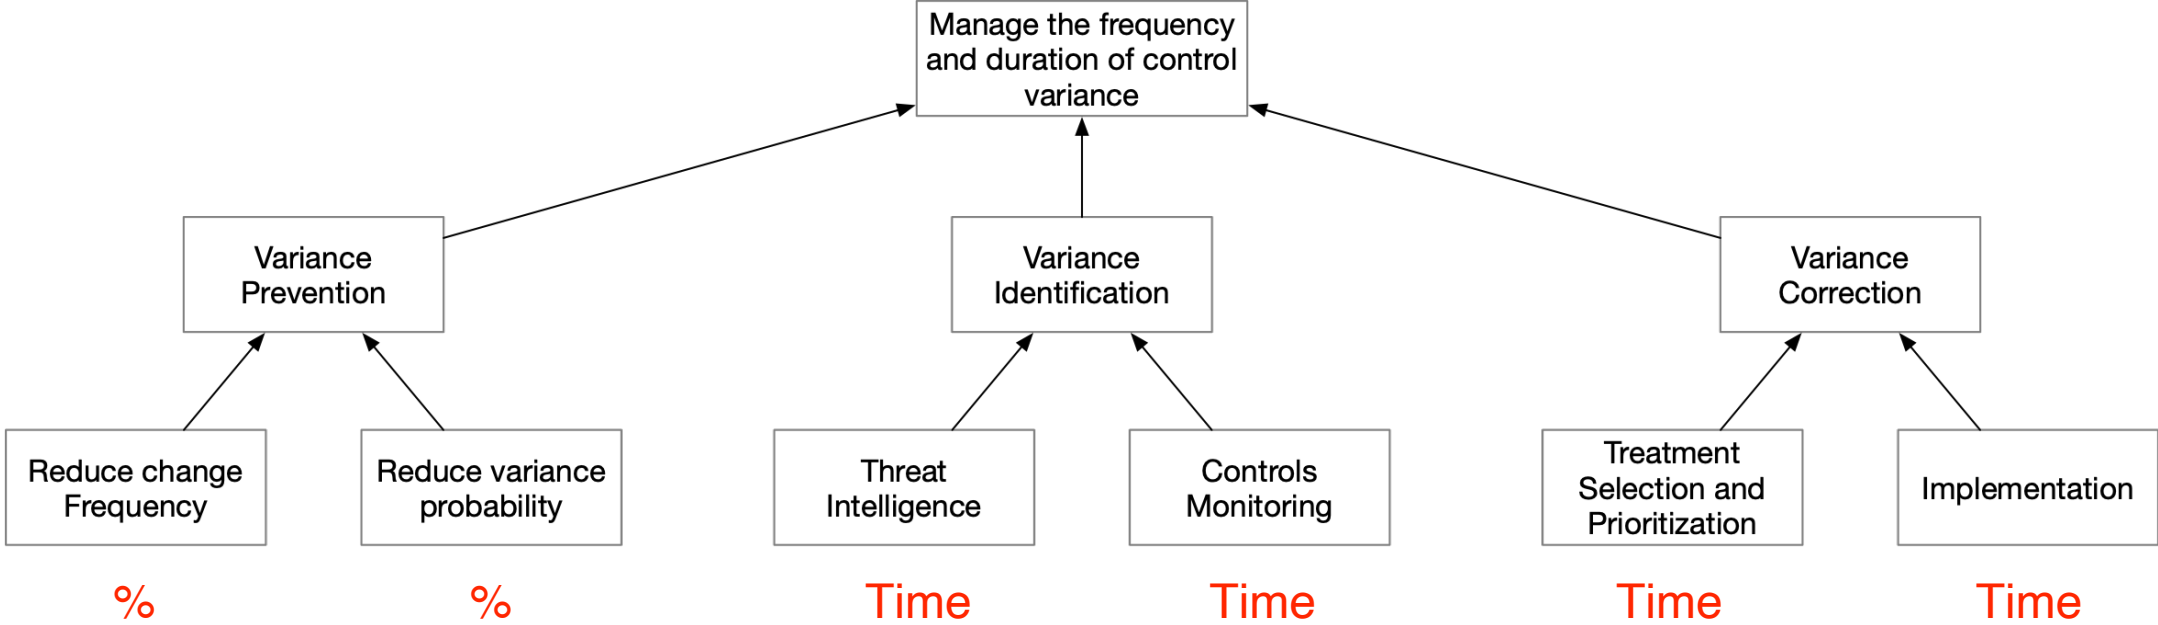 Manage the frequency
and duration of control
variance
Variance
Prevention
Variance
Identification
Variance
Correction
Reduce change
Frequency
Reduce variance
probability
Threat
Intelligence
Controls
Monitoring
Treatment
Selection and
Prioritization
Implementation
%
%
Time
Time
Time
Time